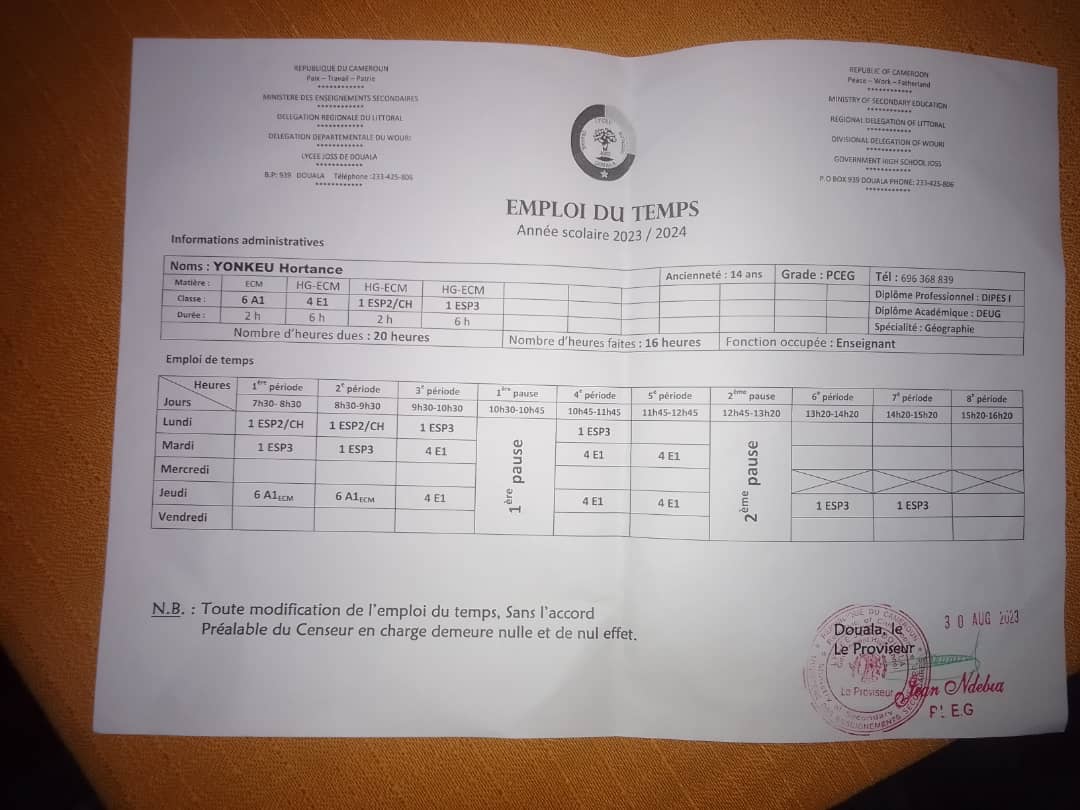 REPUBLIQUE DU CAMEROUN
Paix – Travail – Patrie
************
MINISTERE DES ENSEIGNEMENTS SECONDAIRES
************
DELEGATION REGIONALE DU LITTORAL
************
DELEGATION DEPARTEMENTALE DU WOURI
************
LYCEE JOSS DE DOUALA
************
B.P: 939 DOUALA Téléphone :233-425-806
************
REPUBLIC OF CAMEROON
Peace – Work – Fatherland
************
MINISTRY OF SECONDARY EDUCATION
************
REGIONAL DELEGATION OF LITTORAL
************
DIVISIONAL DELEGATION OF WOURI
************
GOVERNMENT HIGH SCHOOL JOSS
************
P.O BOX 939 DOUALA PHONE: 233-425-806
************
EMPLOI DU TEMPS
Année scolaire 2023 / 2024
Informations administratives
Noms : YONKEU Hortance Ancienneté : 14 ans Grade : PCEG Tél : 696 368 839
Matière : ECM HG-ECM HG-ECM HG-ECM Diplôme Professionnel : DIPES I
Classe : 6 A1 4 E1 1 ESP2/CH 1 ESP3 Diplôme Académique : DEUG
Durée : 2 h 6 h 2 h 6 h Spécialité : Géographie
Nombre d'heures dues : 20 heures Nombre d'heures faites : 16 heures Fonction occupée : Enseignant
Emploi de temps
Heures 1ère période 2e période 3e période 1ère pause 4e période 5e période 2ème pause 6e période 7e période 8e période
Jours 7h30- 8h30 8h30-9h30 9h30-10h30 10h30-10h45 10h45-11h45 11h45-12h45 12h45-13h20 13h20-14h20 14h20-15h20 15h20-16h20
Lundi 1 ESP2/CH 1 ESP2/CH 1 ESP3 1 ESP3
Mardi 1 ESP3 1 ESP3 4 E1 4 E1 4 E1
Mercredi
Jeudi 6 A1ECM 6 A1ECM 4 E1 4 E1 4 E1 1 ESP3 1 ESP3
Vendredi
1ère pause
2ème pause
N.B. : Toute modification de l'emploi du temps, Sans l'accord
Préalable du Censeur en charge demeure nulle et de nul effet.
Douala, le 30 AUG 2023
Le Proviseur
Le Proviseur
Jean Ndebua
PLEG